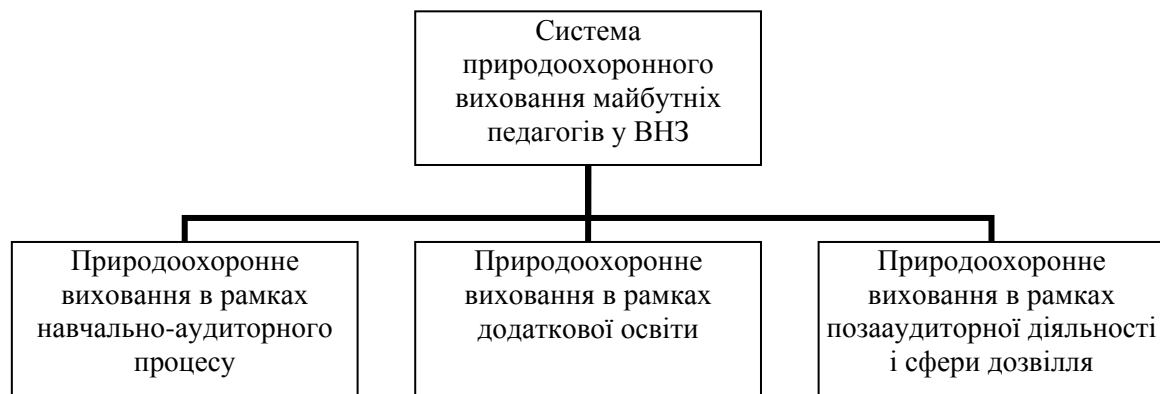 Система
природоохоронного
виховання майбутніх
педагогів у ВНЗ
Природоохоронне
виховання в рамках
навчально-аудиторного
процесу
Природоохоронне
виховання в рамках
додаткової освіти
Природоохоронне
виховання в рамках
позааудиторної діяльності
і сфери дозвілля